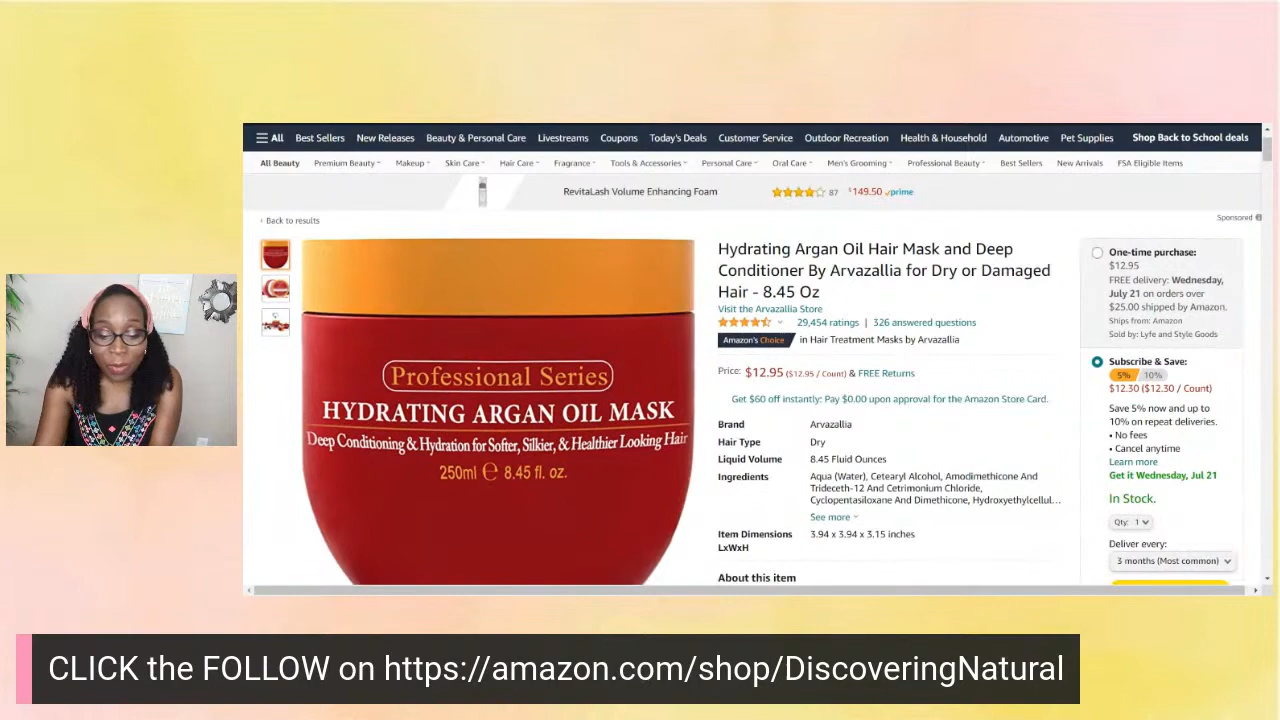 All Best Sellers New Releases Beauty & Personal Care Livestreams Coupons Today's Deals Customer Service Outdoor Recreation Health & Household Automotive Pet Supplies Shop Back to School deals
All Beauty Premium Beauty Makeup Skin Care Hair Care Fragrance Tools & Accessories Personal Care Oral Care Men's Grooming Professional Beauty Best Sellers New Arrivals FSA Eligible Items
RevitaLash Volume Enhancing Foam 87 $149.50 prime
‹ Back to results
Sponsored
Professional Series
HYDRATING ARGAN OIL MASK
Deep Conditioning & Hydration for Softer, Silkier, & Healthier Looking Hair
250ml ℮ 8.45 fl. oz.
Hydrating Argan Oil Hair Mask and Deep
Conditioner By Arvazallia for Dry or Damaged
Hair - 8.45 Oz
Visit the Arvazallia Store
29,454 ratings | 326 answered questions
Amazon's Choice in Hair Treatment Masks by Arvazallia
Price: $12.95 ($12.95 / Count) & FREE Returns
Get $60 off instantly: Pay $0.00 upon approval for the Amazon Store Card.
Brand Arvazallia
Hair Type Dry
Liquid Volume 8.45 Fluid Ounces
Ingredients Aqua (Water), Cetearyl Alcohol, Amodimethicone And
Trideceth-12 And Cetrimonium Chloride,
Cyclopentasiloxane And Dimethicone, Hydroxyethylcellul...
See more
Item Dimensions 3.94 x 3.94 x 3.15 inches
LxWxH
About this item
One-time purchase:
$12.95
FREE delivery: Wednesday,
July 21 on orders over
$25.00 shipped by Amazon.
Ships from: Amazon
Sold by: Lyfe and Style Goods
Subscribe & Save:
5% 10%
$12.30 ($12.30 / Count)
Save 5% now and up to
10% on repeat deliveries.
• No fees
• Cancel anytime
Learn more
Get it Wednesday, Jul 21
In Stock.
Qty: 1
Deliver every:
3 months (Most common)
CLICK the FOLLOW on https://amazon.com/shop/DiscoveringNatural